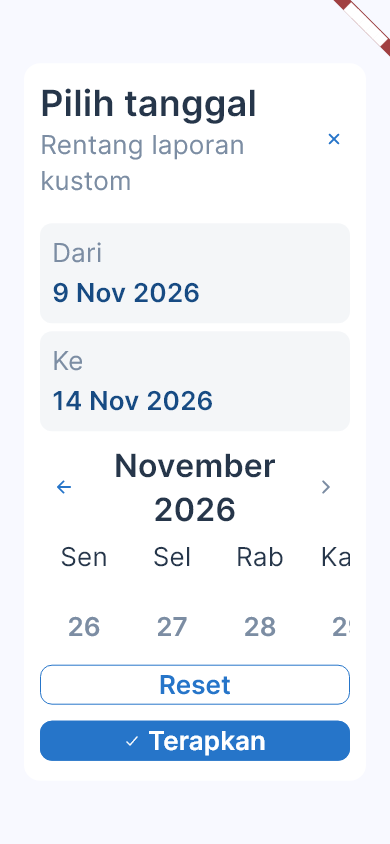 Pilih tanggal
Rentang laporan
kustom
Dari
9 Nov 2026
Ke
14 Nov 2026
November
2026
Sen Sel Rab Ka
26 27 28
Reset
Terapkan